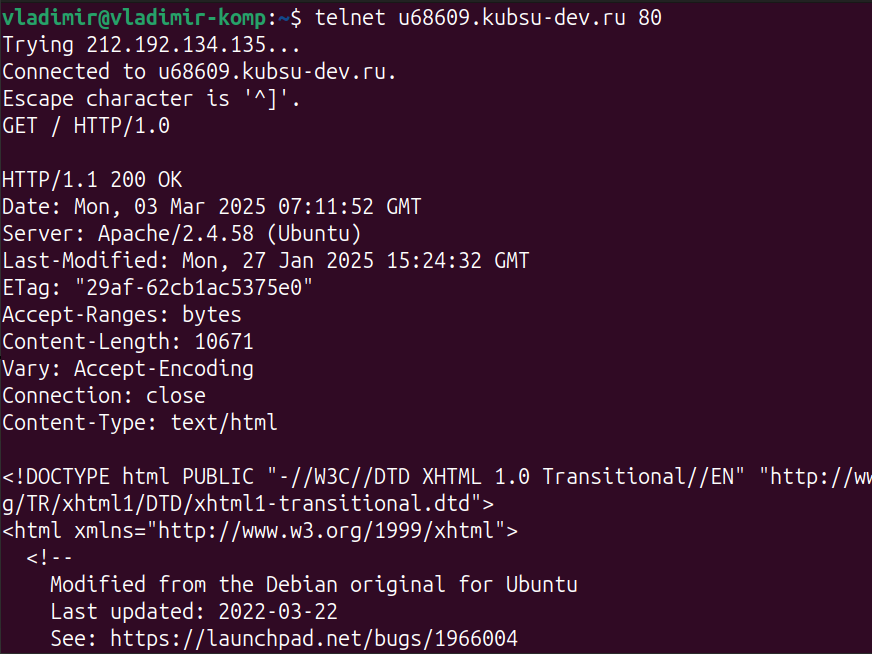 vladimir@vladimir-komp:~$ telnet u68609.kubsu-dev.ru 80
Trying 212.192.134.135...
Connected to u68609.kubsu-dev.ru.
Escape character is '^]'.
GET / HTTP/1.0

HTTP/1.1 200 OK
Date: Mon, 03 Mar 2025 07:11:52 GMT
Server: Apache/2.4.58 (Ubuntu)
Last-Modified: Mon, 27 Jan 2025 15:24:32 GMT
ETag: "29af-62cb1ac5375e0"
Accept-Ranges: bytes
Content-Length: 10671
Vary: Accept-Encoding
Connection: close
Content-Type: text/html

<!DOCTYPE html PUBLIC "-//W3C//DTD XHTML 1.0 Transitional//EN" "http://ww
g/TR/xhtml1/DTD/xhtml1-transitional.dtd">
<html xmlns="http://www.w3.org/1999/xhtml">
  <!--
    Modified from the Debian original for Ubuntu
    Last updated: 2022-03-22
    See: https://launchpad.net/bugs/1966004